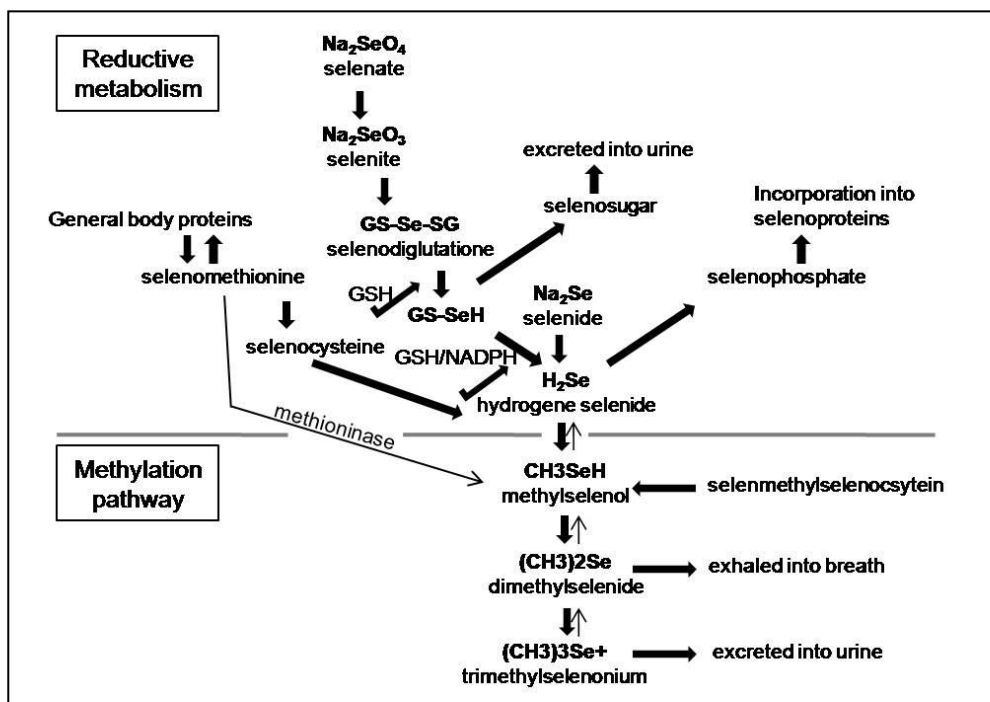 Reductive
metabolism
Na₂SeO₄
selenate
Na₂SeO₃
selenite
excreted into urine
Incorporation into
selenoproteins
General body proteins
GS-Se-SG
selenodiglutatione
selenosugar
selenomethionine
selenophosphate
GSH
GS-SeH
Na₂Se
selenide
selenocysteine
GSH/NADPH
H₂Se
hydrogene selenide
methioninase
Methylation
pathway
CH3SeH
methylselenol
selenmethylselenocsytein
(CH3)2Se
dimethylselenide
exhaled into breath
(CH3)3Se+
trimethylselenonium
excreted into urine